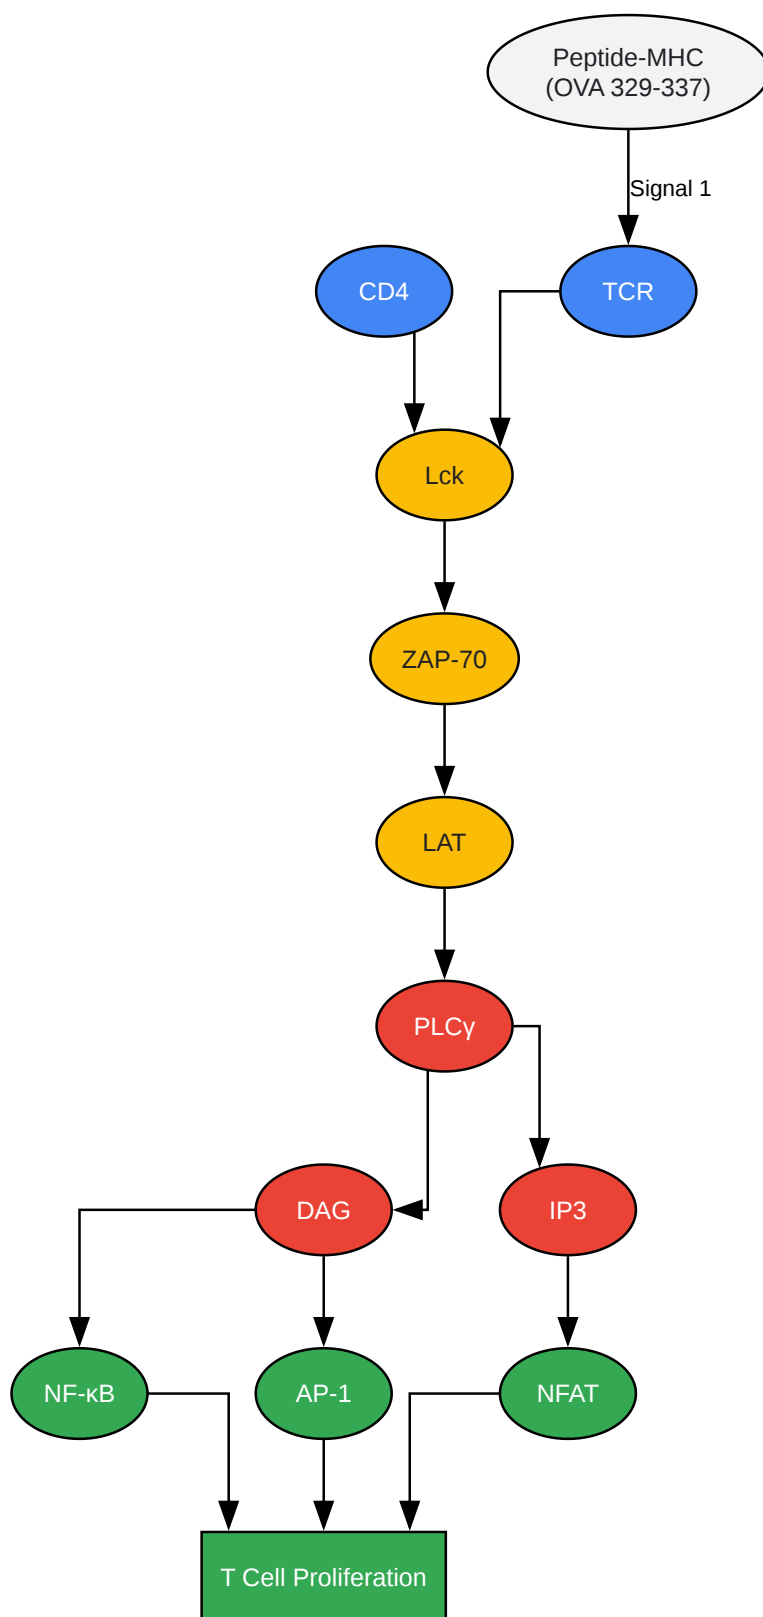 Peptide-MHC
(OVA 329-337)
Signal 1
CD4
TCR
Lck
ZAP-70
LAT
PLCγ
DAG
IP3
NF-κB
AP-1
NFAT
T Cell Proliferation